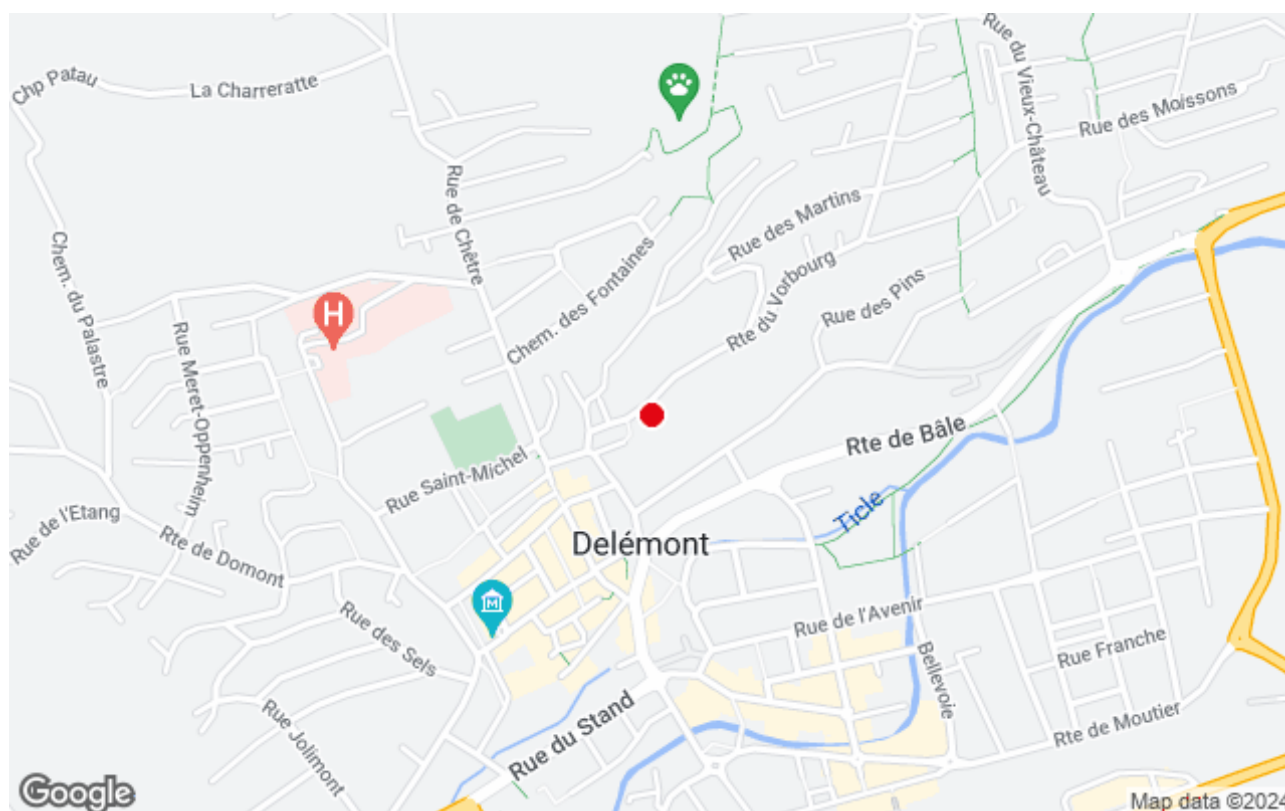 Rue du Vieux-Château
Chp Patau
La Charreratte
Rue des Moissons
Rue de Chêtre
Rue des Martins
Chem. du Palastre
Chem. des Fontaines
Rte du Vorbourg
Rue des Pins
H
Rue Meret-Oppenheim
Rte de Bâle
Rue Saint-Michel
Ticle
Rue de l'Etang
Rte de Domont
Delémont
M
Rue de l'Avenir
Rue des Sels
Bellevoie
Rue Franche
Rue du Stand
Rte de Moutier
Rue Jolimont
Google
Map data ©2024